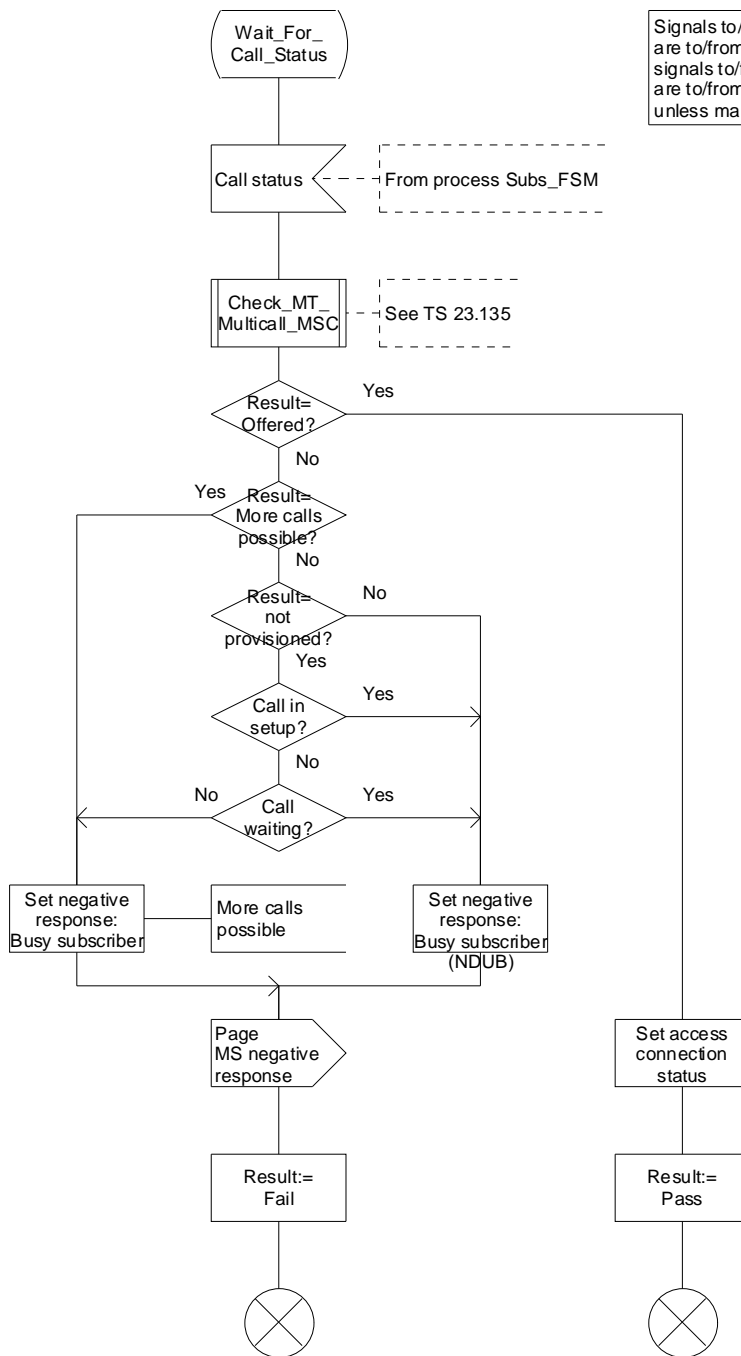 Wait_For_
Call_Status
Signals to/
are to/from
signals to/
are to/from
unless ma
Call status
From process Subs_FSM
Check_MT_
Multicall_MSC
See TS 23.135
Result=
Offered?
Yes
No
Result=
More calls
possible?
Yes
No
Result=
not
provisioned?
No
Yes
Call in
setup?
Yes
No
Call
waiting?
No
Yes
Set negative
response:
Busy subscriber
More calls
possible
Set negative
response:
Busy subscriber
(NDUB)
Page
MS negative
response
Set access
connection
status
Result:=
Fail
Result:=
Pass